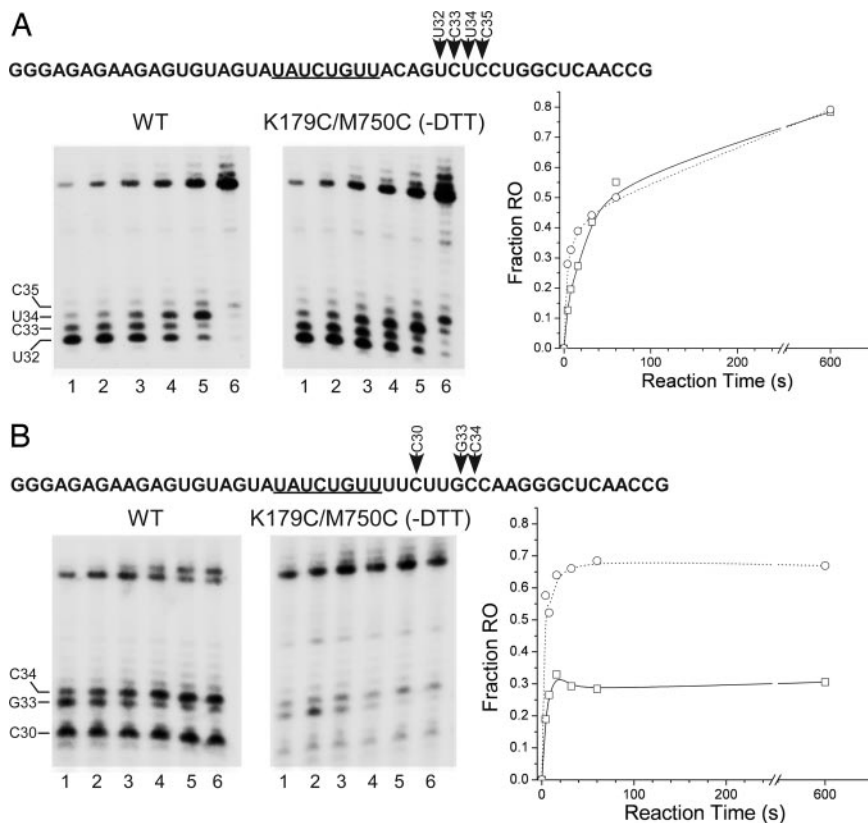 A
U32
C33
U34
C35
GGGAGAGAAGAGUGUAGUAUAUCUGUUACAGUCUCCUGGCUCAACCG
WT
K179C/M750C (-DTT)
C35
U34
C33
U32
1 2 3 4 5 6
1 2 3 4 5 6
Fraction RO
0.8
0.7
0.6
0.5
0.4
0.3
0.2
0.1
0.0
0 100 200 600
Reaction Time (s)
B
C30
G33
C34
GGGAGAGAAGAGUGUAGUAUAUCUGUUUUCUUGCCAAGGGCUCAACCG
WT
K179C/M750C (-DTT)
C34
G33
C30
1 2 3 4 5 6
1 2 3 4 5 6
Fraction RO
0.9
0.8
0.7
0.6
0.5
0.4
0.3
0.2
0.1
0.0
0 100 200 600
Reaction Time (s)